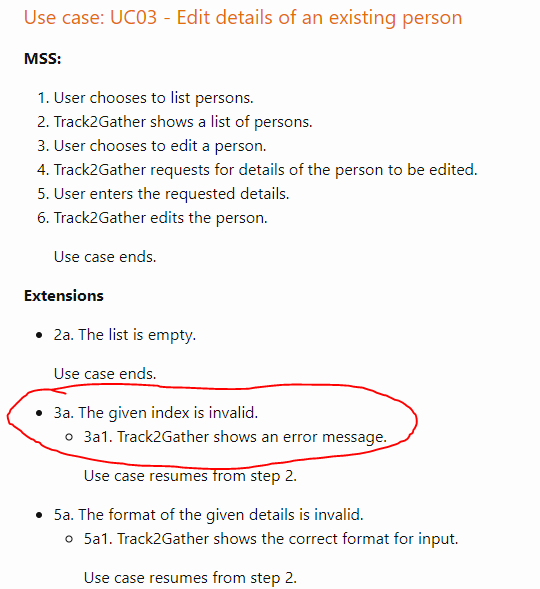 Use case: UC03 - Edit details of an existing person
MSS:
1. User chooses to list persons.
2. Track2Gather shows a list of persons.
3. User chooses to edit a person.
4. Track2Gather requests for details of the person to be edited.
5. User enters the requested details.
6. Track2Gather edits the person.
Use case ends.
Extensions
• 2a. The list is empty.
Use case ends.
• 3a. The given index is invalid.
○ 3a1. Track2Gather shows an error message.
Use case resumes from step 2.
• 5a. The format of the given details is invalid.
○ 5a1. Track2Gather shows the correct format for input.
Use case resumes from step 2.